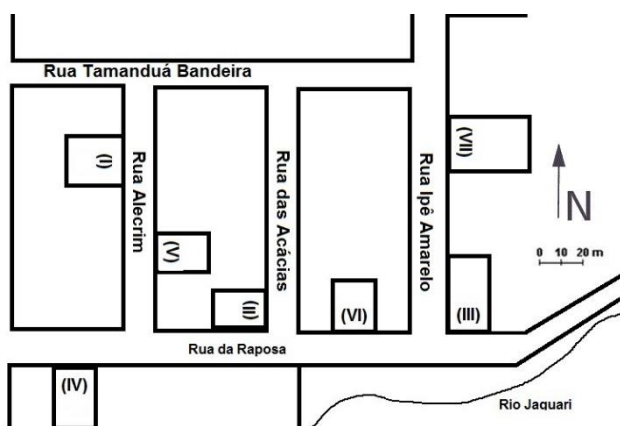 Rua Tamanduá Bandeira
(I)
Rua Alecrim
(V)
(II)
Rua das Acácias
(VI)
Rua Ipê Amarelo
(VII)
(III)
N
0 10 20 m
Rua da Raposa
(IV)
Rio Jaguari